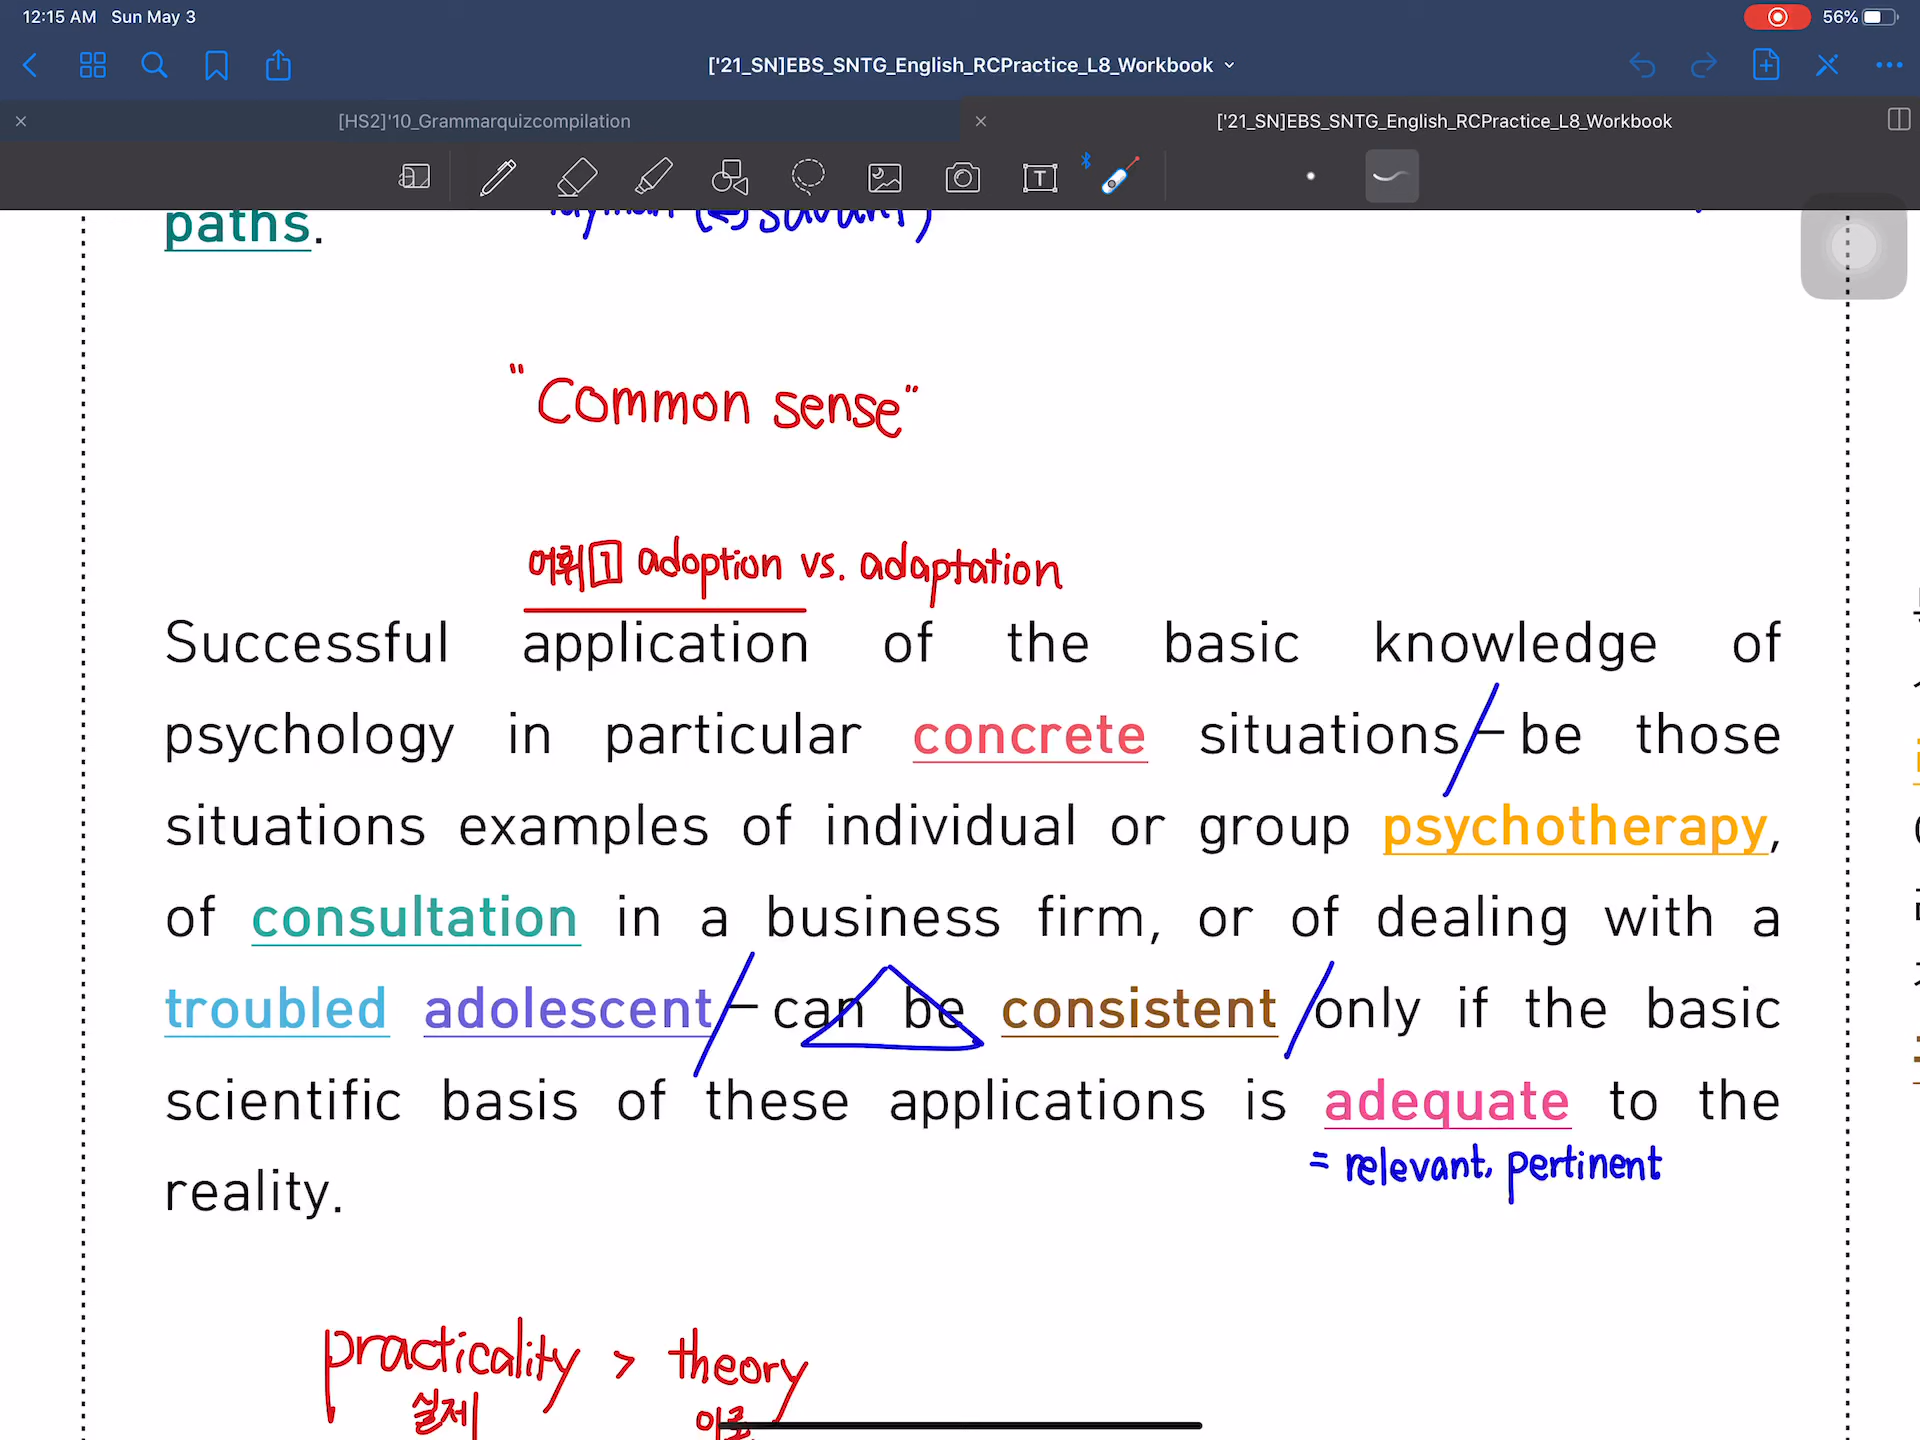 12:15 AM Sun May 3
56%
['21_SN]EBS_SNTG_English_RCPractice_L8_Workbook
[HS2]'10_Grammarquizcompilation
['21_SN]EBS_SNTG_English_RCPractice_L8_Workbook
paths.
"Common sense"
어휘 1 adoption vs. adaptation
Successful application of the basic knowledge of
psychology in particular concrete situations—be those
situations examples of individual or group psychotherapy,
of consultation in a business firm, or of dealing with a
troubled adolescent—can be consistent only if the basic
scientific basis of these applications is adequate to the
= relevant, pertinent
reality.
practicality > theory
실제